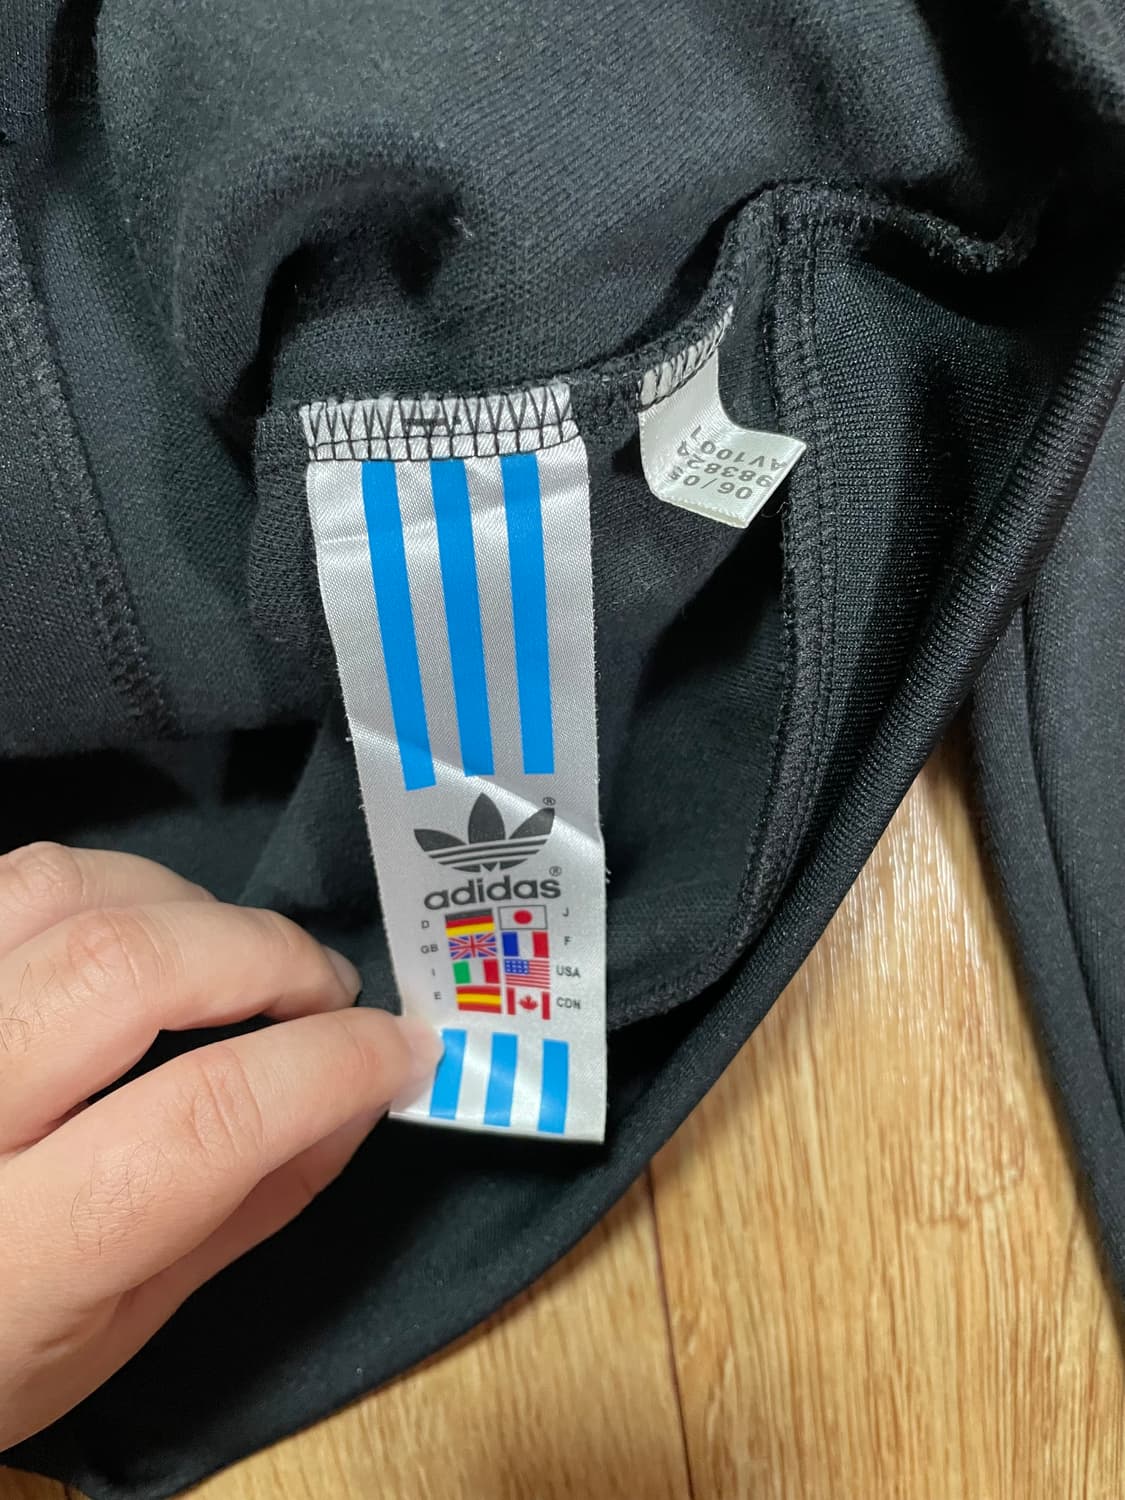 ®
®
adidas
D J
GB F
I USA
E CDN
06/05
983824
AV1001